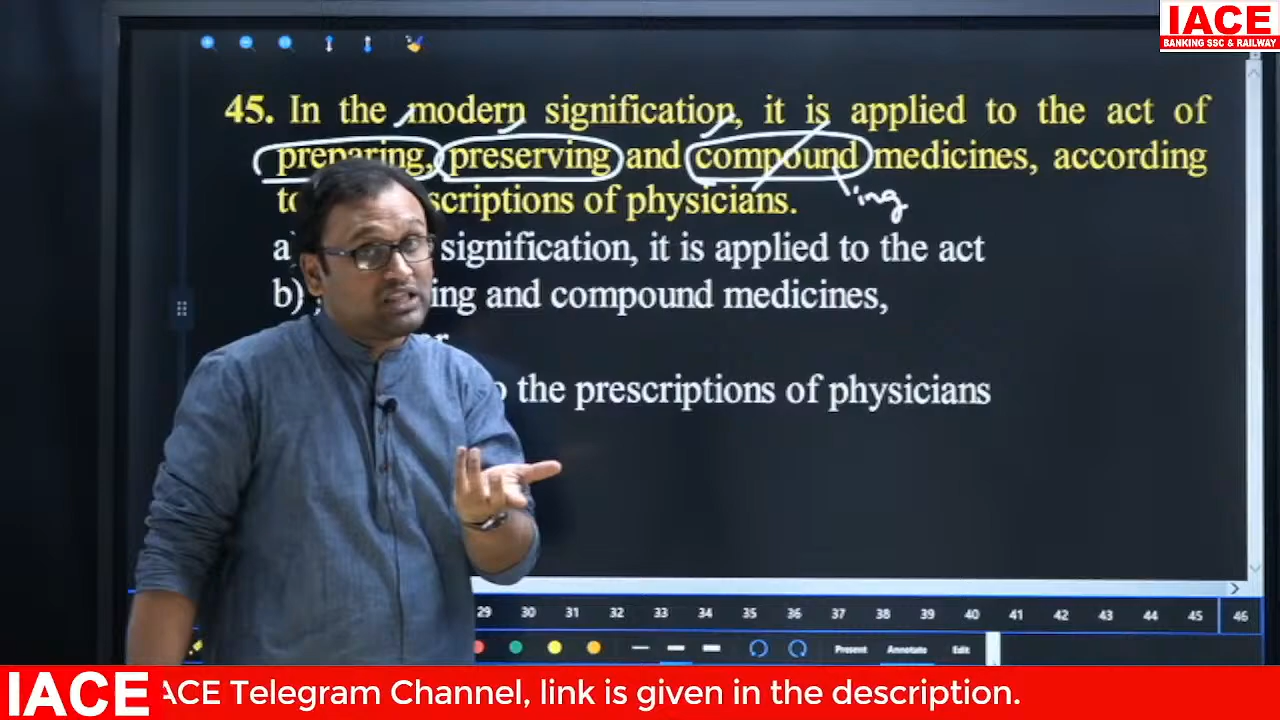 IACE
BANKING SSC & RAILWAY
45. In the modern signification, it is applied to the act of
preparing, preserving and compound medicines, according
ing
scriptions of physicians.
a) signification, it is applied to the act
b) ing and compound medicines,
to the prescriptions of physicians
29 30 31 32 33 34 35 36 37 38 39 40 41 42 43 44 45 46
Present Annotate Edit
IACE
ACE Telegram Channel, link is given in the description.